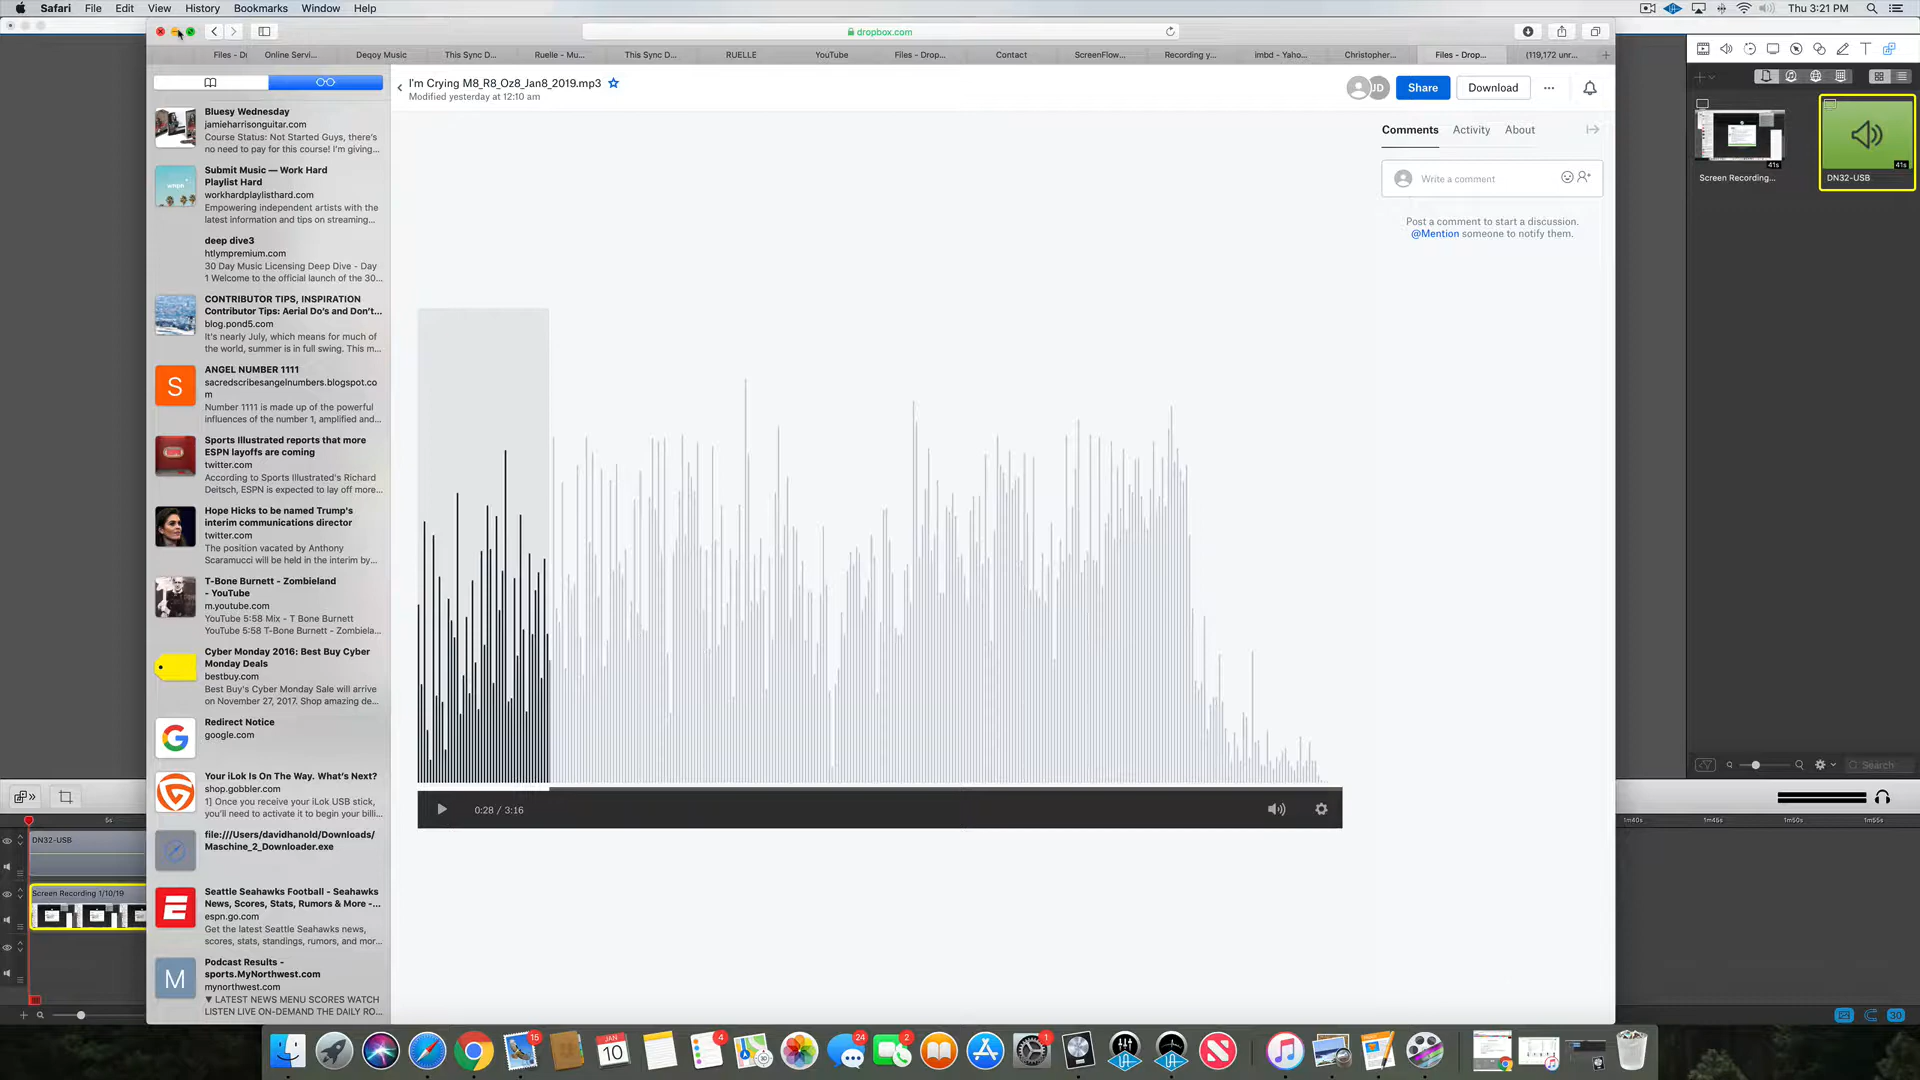 Safari File Edit View History Bookmarks Window Help
Thu 3:21 PM
dropbox.com
Files - Di Online Servi... Deqoy Music This Sync D... Ruelle - Mu... This Sync D... RUELLE YouTube Files - Drop... Contact ScreenFlow... Recording y... imbd - Yaho... Christopher... Files - Drop... (119,172 unr...
I'm Crying M8_R8_Oz8_Jan8_2019.mp3
Modified yesterday at 12:10 am
JD
Share
Download
Comments Activity About
Write a comment
Post a comment to start a discussion.
@Mention someone to notify them.
Bluesy Wednesday
jamieharrisonguitar.com
Course Status: Not Started Guys, there's
no need to pay for this course! I'm giving...
Submit Music — Work Hard
Playlist Hard
workhardplaylisthard.com
Empowering independent artists with the
latest information and tips on streaming...
deep dive3
htlympremium.com
30 Day Music Licensing Deep Dive - Day
1 Welcome to the official launch of the 30...
CONTRIBUTOR TIPS, INSPIRATION
Contributor Tips: Aerial Do's and Don't...
blog.pond5.com
It's nearly July, which means for much of
the world, summer is in full swing. This m...
S
ANGEL NUMBER 1111
sacredscribesangelnumbers.blogspot.co
m
Number 1111 is made up of the powerful
influences of the number 1, amplified and...
Sports Illustrated reports that more
ESPN layoffs are coming
twitter.com
According to Sports Illustrated's Richard
Deitsch, ESPN is expected to lay off more...
Hope Hicks to be named Trump's
interim communications director
twitter.com
The position vacated by Anthony
Scaramucci will be held in the interim by...
T-Bone Burnett - Zombieland
- YouTube
m.youtube.com
YouTube 5:58 Mix - T Bone Burnett
YouTube 5:58 T-Bone Burnett - Zombiela...
Cyber Monday 2016: Best Buy Cyber
Monday Deals
bestbuy.com
Best Buy's Cyber Monday Sale will arrive
on November 27, 2017. Shop amazing de...
Redirect Notice
google.com
Your iLok Is On The Way. What's Next?
shop.gobbler.com
1] Once you receive your iLok USB stick,
you'll need to activate it to begin your billi...
file:///Users/davidhanold/Downloads/
Maschine_2_Downloader.exe
Seattle Seahawks Football - Seahawks
News, Scores, Stats, Rumors & More -...
espn.go.com
Get the latest Seattle Seahawks news,
scores, stats, standings, rumors, and mor...
M
Podcast Results -
sports.MyNorthwest.com
mynorthwest.com
▼ LATEST NEWS MENU SCORES WATCH
LISTEN LIVE ON-DEMAND THE DAILY RO...
0:28 / 3:16
41s
41s
Screen Recording...
DN32-USB
Search
5s
1m40s 1m45s 1m50s 1m55s
DN32-USB
Screen Recording 1/10/19
30
15
JAN
10
4
24
2
1